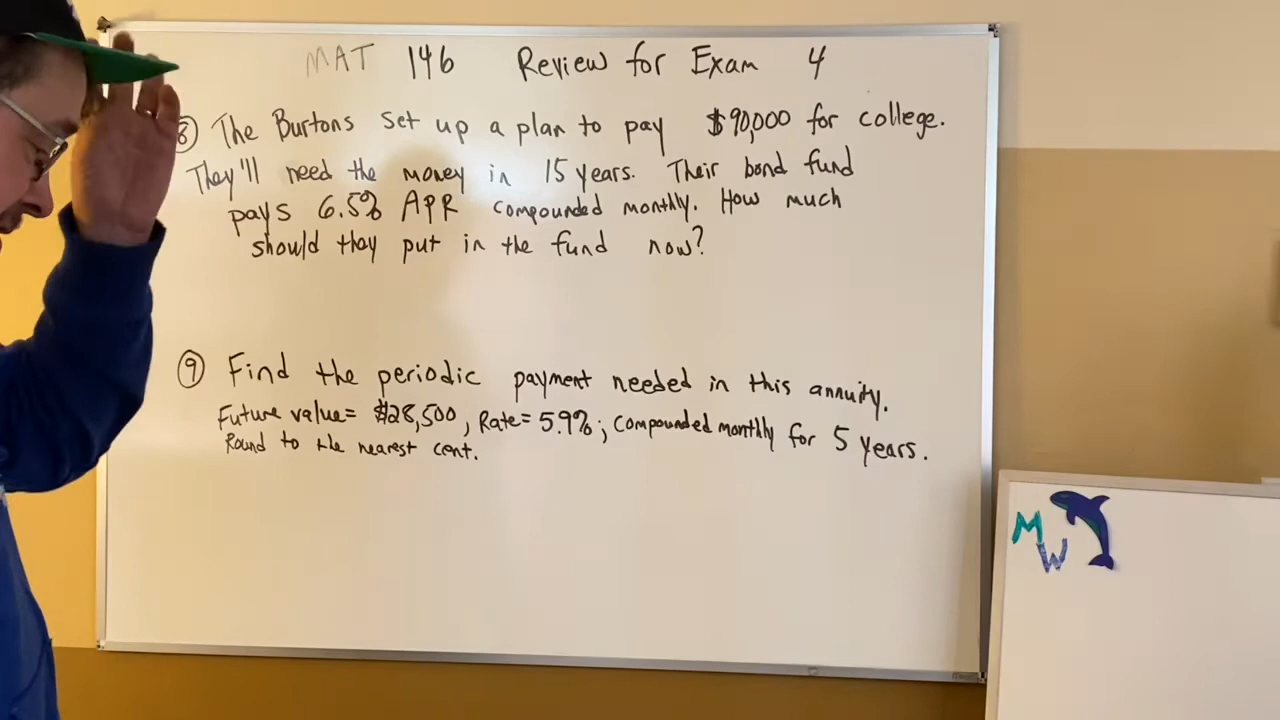 MAT 146 Review for Exam 4
8) The Burtons set up a plan to pay $90,000 for college.
They'll need the money in 15 years. Their bond fund
pays 6.5% APR compounded monthly. How much
should they put in the fund now?
9 Find the periodic payment needed in this annuity.
Future value= $28,500, Rate= 5.9%; compounded monthly for 5 years.
Round to the nearest cent.
M
W